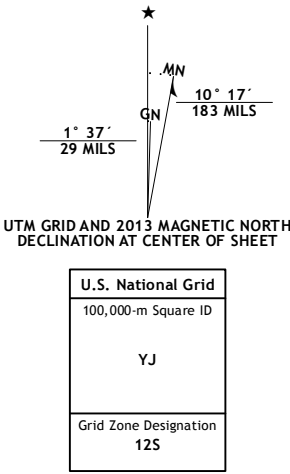 ★
MN
GN
10° 17´
183 MILS
1° 37´
29 MILS
UTM GRID AND 2013 MAGNETIC NORTH
DECLINATION AT CENTER OF SHEET
U.S. National Grid
100,000-m Square ID
YJ
Grid Zone Designation
12S